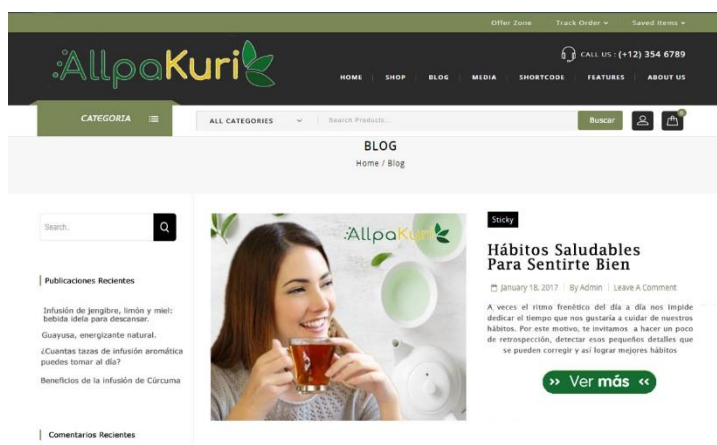 Offer Zone Track Order Saved Items
AllpaKuri
CALL US : (+12) 354 6789
HOME SHOP BLOG MEDIA SHORTCODE FEATURES ABOUT US
CATEGORIA
ALL CATEGORIES Search Products... Buscar 0
BLOG
Home / Blog
Search..
Publicaciones Recientes
Infusión de jengibre, limón y miel:
bebida idela para descansar.
Guayusa, energizante natural.
¿Cuantas tazas de infusión aromática
puedes tomar al día?
Beneficios de la infusión de Cúrcuma
Comentarios Recientes
AllpaKuri
Sticky
Hábitos Saludables
Para Sentirte Bien
January 18, 2017 By Admin Leave A Comment
A veces el ritmo frenético del día a día nos impide
dedicar el tiempo que nos gustaría a cuidar de nuestros
hábitos. Por este motivo, te invitamos a hacer un poco
de retrospección, detectar esos pequeños detalles que
se pueden corregir y así lograr mejores hábitos
›› Ver más ‹‹